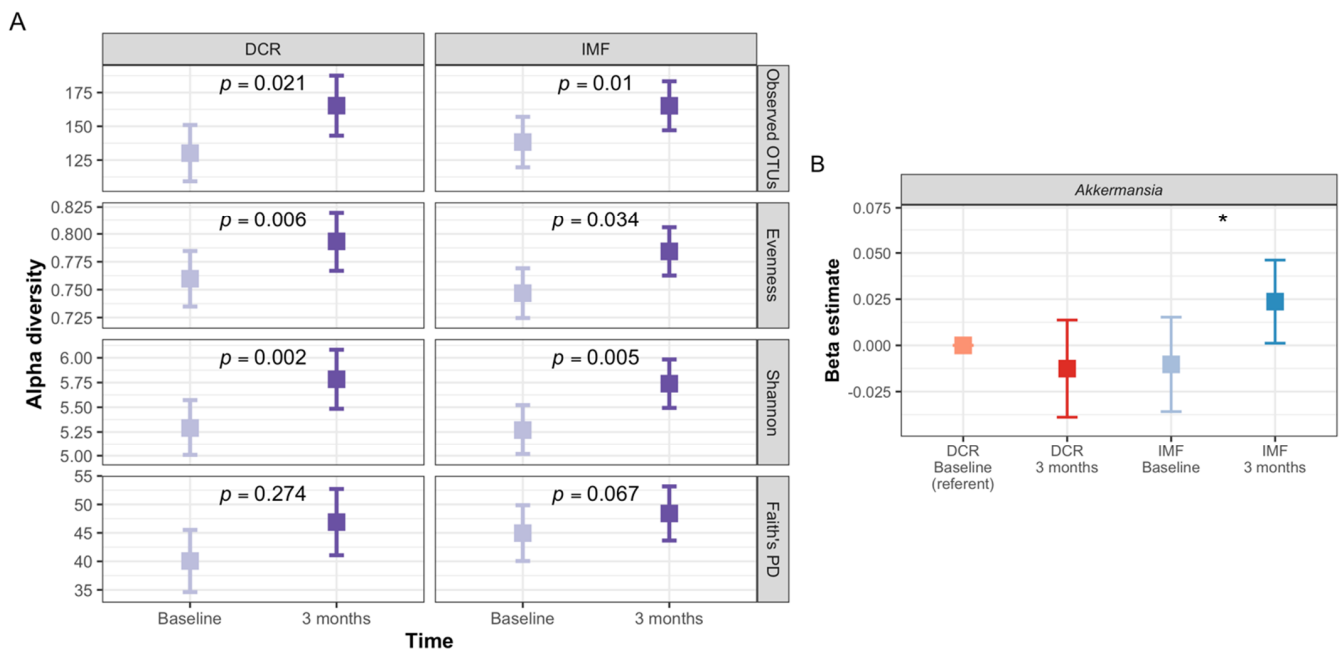 A
DCR
IMF
p = 0.021
p = 0.01
175
150
125
Observed OTUs
p = 0.006
p = 0.034
0.825
0.800
0.775
0.750
0.725
Evenness
p = 0.002
p = 0.005
6.00
5.75
5.50
5.25
5.00
Shannon
p = 0.274
p = 0.067
55
50
45
40
35
Faith's PD
Alpha diversity
Baseline
3 months
Baseline
3 months
Time
B
Akkermansia
0.075
0.050
0.025
0.000
-0.025
*
Beta estimate
DCR
Baseline
(referent)
DCR
3 months
IMF
Baseline
IMF
3 months